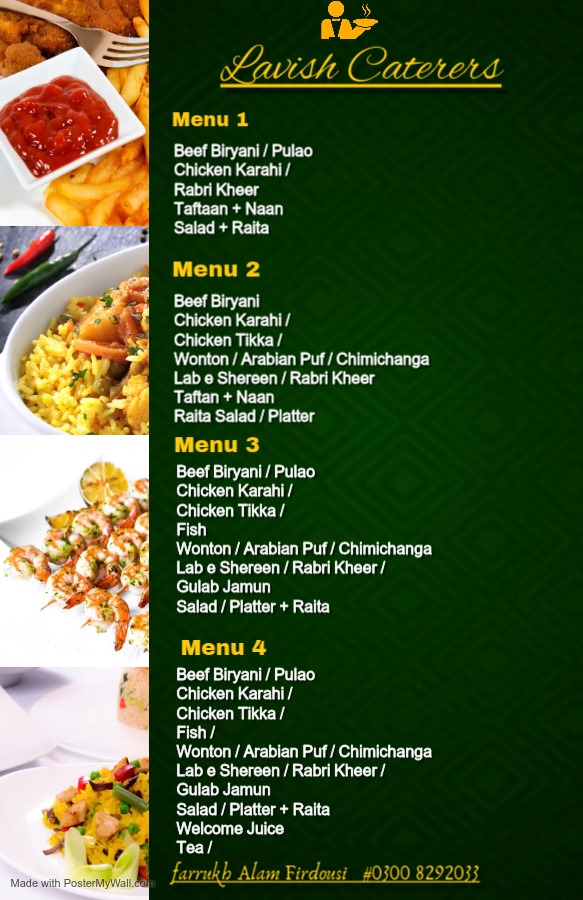 Lavish Caterers
Menu 1
Beef Biryani / Pulao
Chicken Karahi /
Rabri Kheer
Taftaan + Naan
Salad + Raita
Menu 2
Beef Biryani
Chicken Karahi /
Chicken Tikka /
Wonton / Arabian Puf / Chimichanga
Lab e Shereen / Rabri Kheer
Taftan + Naan
Raita Salad / Platter
Menu 3
Beef Biryani / Pulao
Chicken Karahi /
Chicken Tikka /
Fish
Wonton / Arabian Puf / Chimichanga
Lab e Shereen / Rabri Kheer /
Gulab Jamun
Salad / Platter + Raita
Menu 4
Beef Biryani / Pulao
Chicken Karahi /
Chicken Tikka /
Fish /
Wonton / Arabian Puf / Chimichanga
Lab e Shereen / Rabri Kheer /
Gulab Jamun
Salad / Platter + Raita
Welcome Juice
Tea /
farrukh Alam Firdousi #0300 8292033
Made with PosterMyWall.com